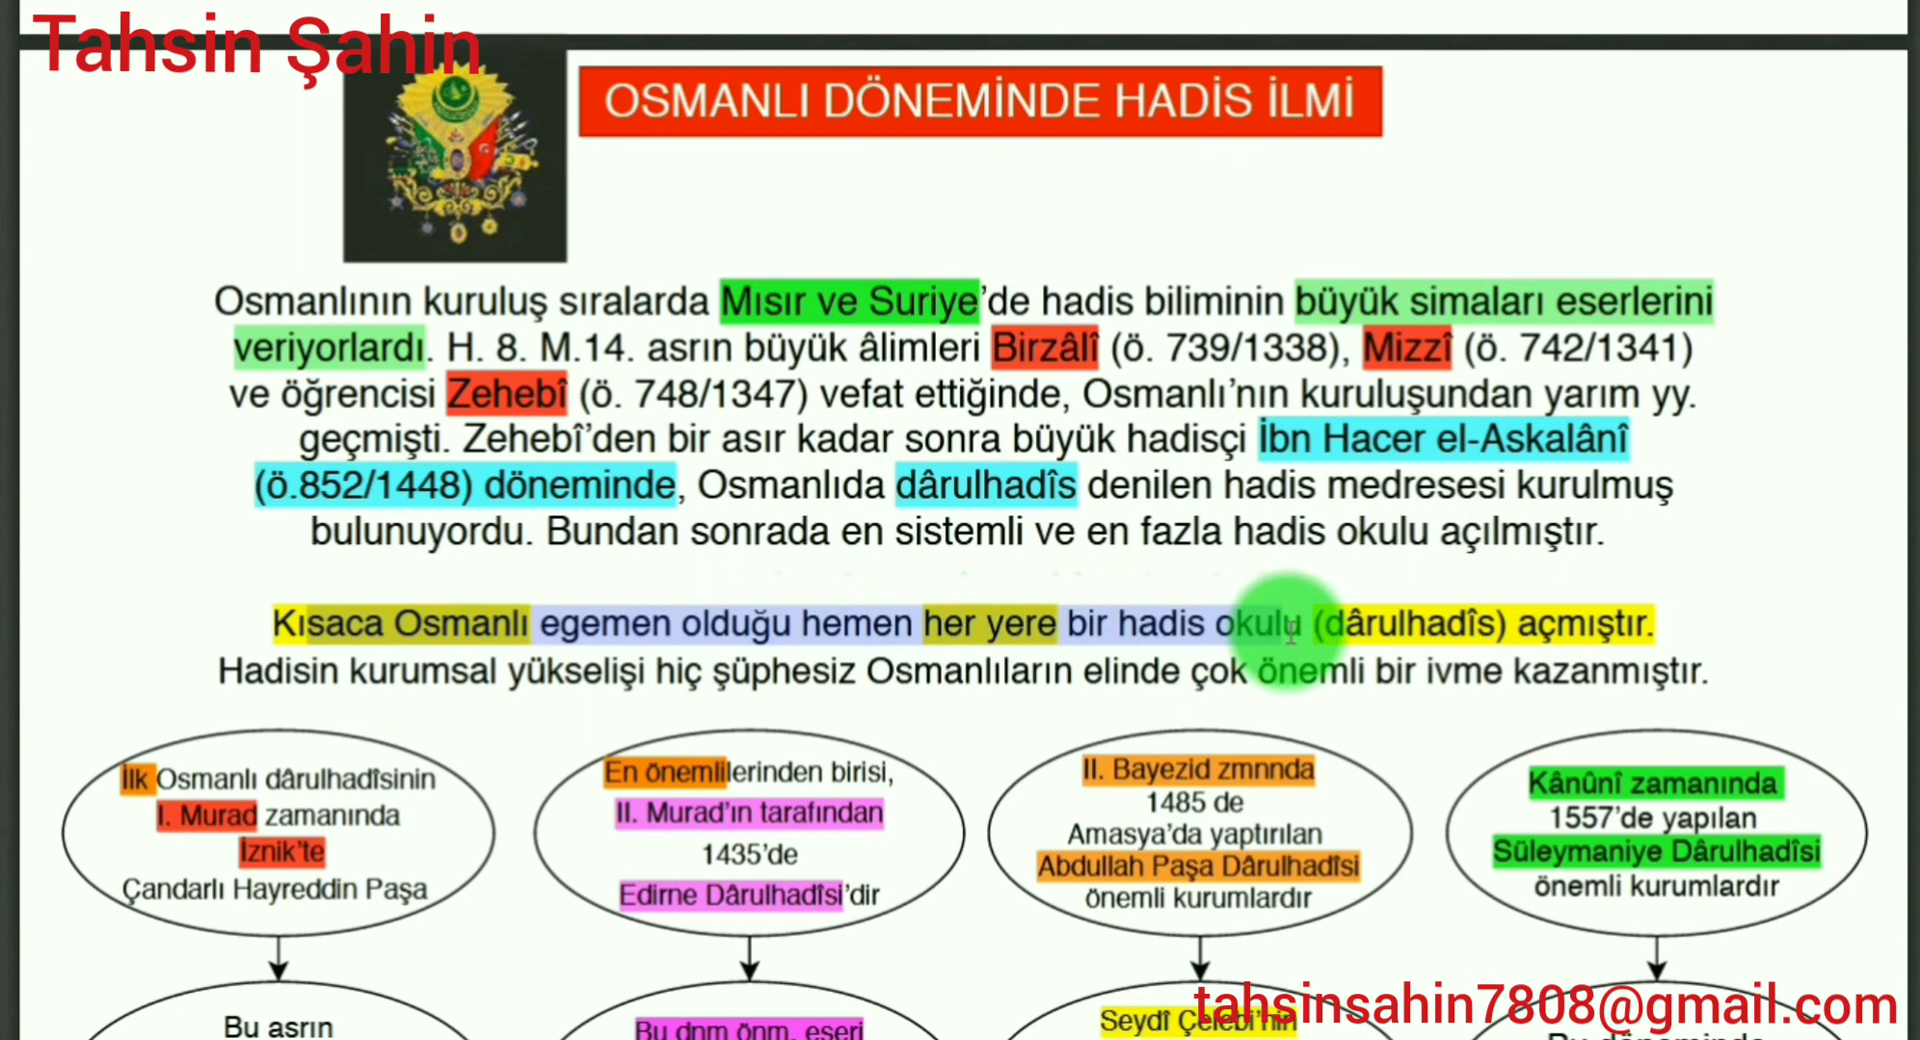 Tahsin Şahin
OSMANLI DÖNEMİNDE HADİS İLMİ
Osmanlının kuruluş sıralarda Mısır ve Suriye'de hadis biliminin büyük simaları eserlerini
veriyorlardı. H. 8. M.14. asrın büyük âlimleri Birzâlî (ö. 739/1338), Mizzî (ö. 742/1341)
ve öğrencisi Zehebî (ö. 748/1347) vefat ettiğinde, Osmanlı'nın kuruluşundan yarım yy.
geçmişti. Zehebî'den bir asır kadar sonra büyük hadisçi İbn Hacer el-Askalânî
(ö.852/1448) döneminde, Osmanlıda dârulhadîs denilen hadis medresesi kurulmuş
bulunuyordu. Bundan sonrada en sistemli ve en fazla hadis okulu açılmıştır.
Kısaca Osmanlı egemen olduğu hemen her yere bir hadis okulu (dârulhadîs) açmıştır.
Hadisin kurumsal yükselişi hiç şüphesiz Osmanlıların elinde çok önemli bir ivme kazanmıştır.
İlk Osmanlı dârulhadîsinin
I. Murad zamanında
İznik'te
Çandarlı Hayreddin Paşa
En önemlilerinden birisi,
II. Murad'ın tarafından
1435'de
Edirne Dârulhadîsi'dir
II. Bayezid zmnnda
1485 de
Amasya'da yaptırılan
Abdullah Paşa Dârulhadîsi
önemli kurumlardır
Kânûnî zamanında
1557'de yapılan
Süleymaniye Dârulhadîsi
önemli kurumlardır
Bu asrın
Bu dnm önm. eseri
Seydî Çelebi'nin
Bu döneminde
tahsinsahin7808@gmail.com